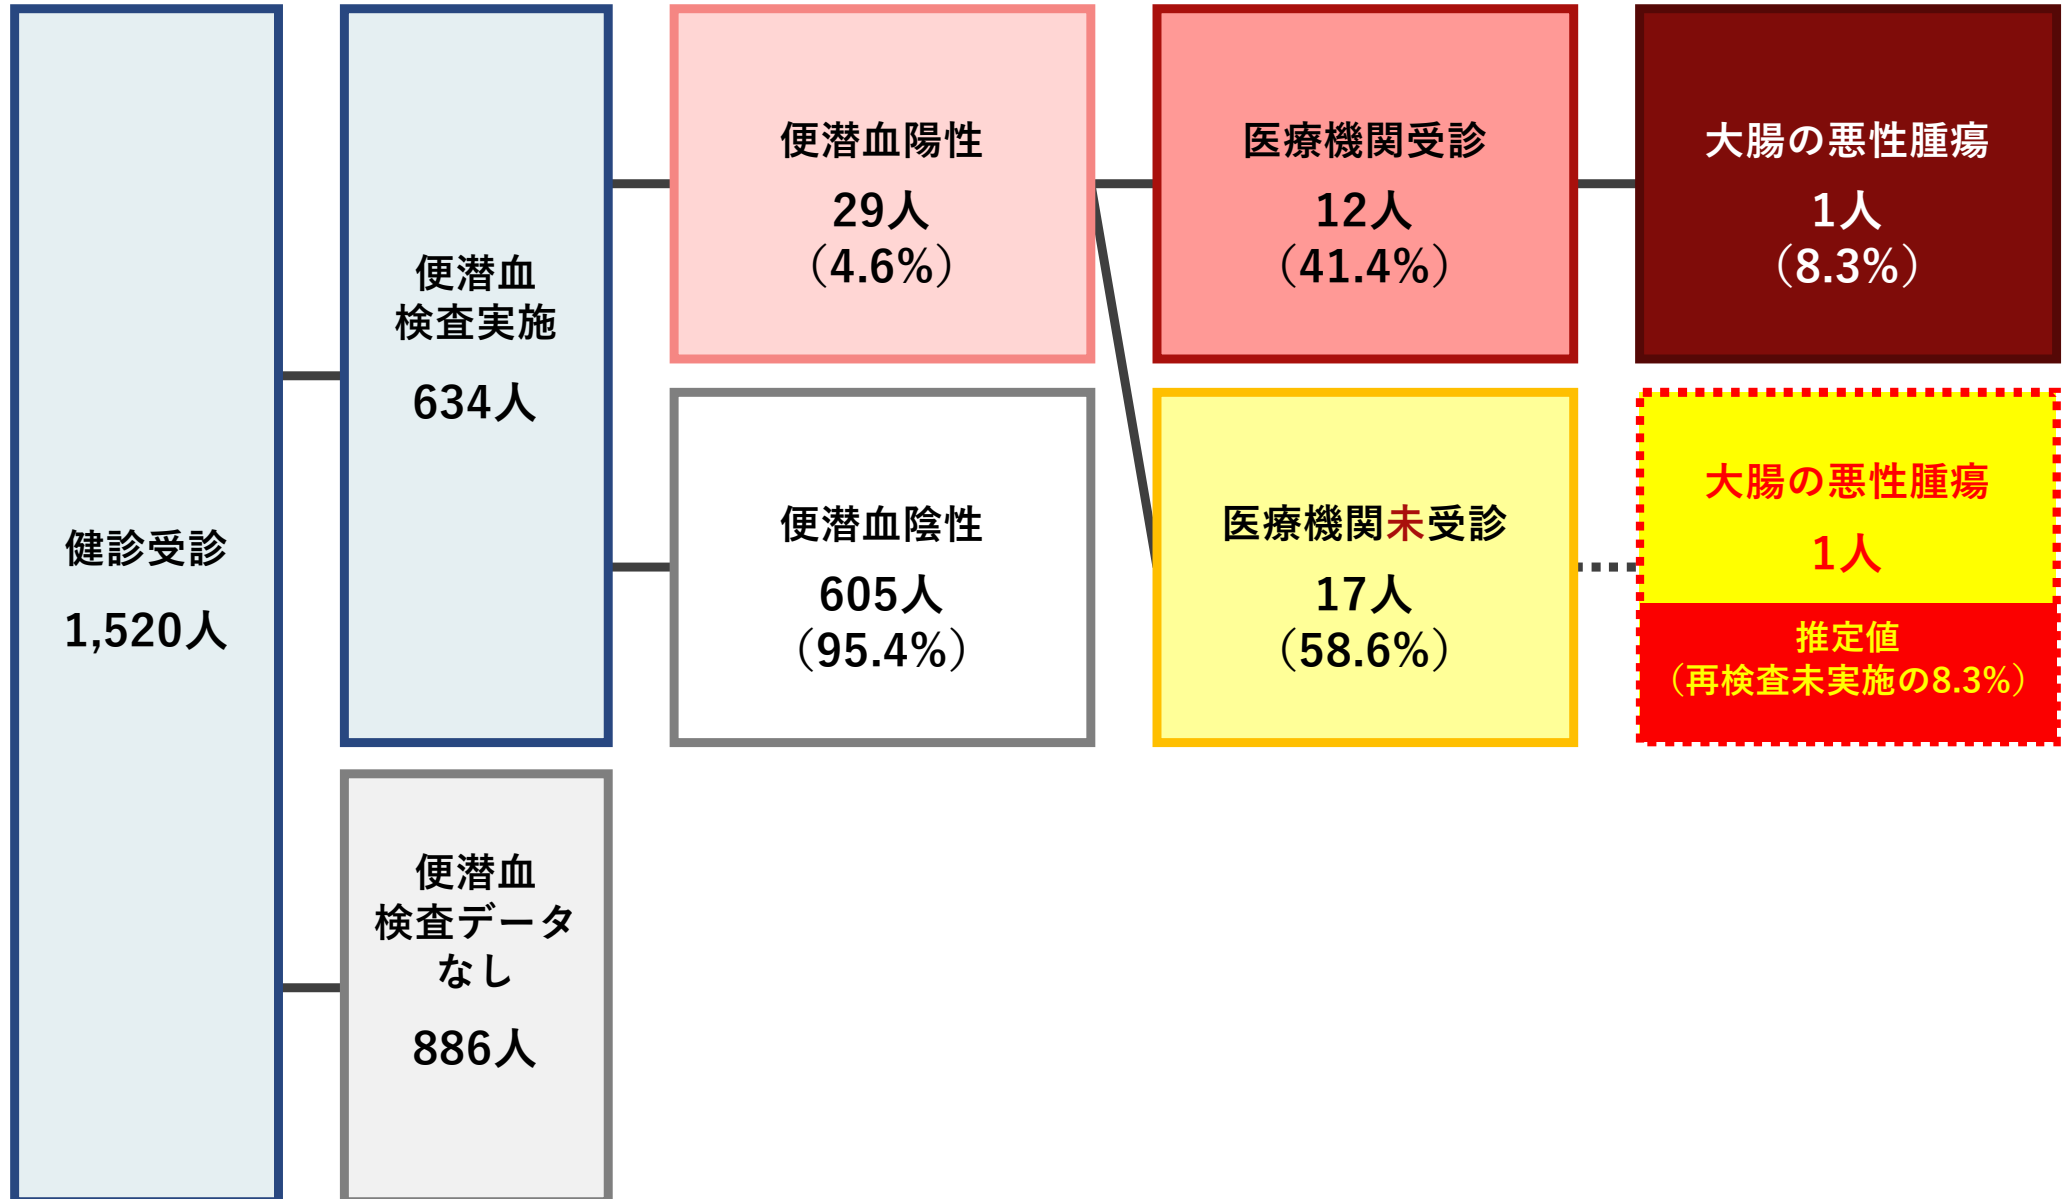 健診受診
1,520人
便潜血
検査実施
634人
便潜血
検査データ
なし
886人
便潜血陽性
29人
（4.6%）
便潜血陰性
605人
（95.4%）
医療機関受診
12人
（41.4%）
医療機関未受診
17人
（58.6%）
大腸の悪性腫瘍
1人
（8.3%）
大腸の悪性腫瘍
1人
推定値
（再検査未実施の8.3%）